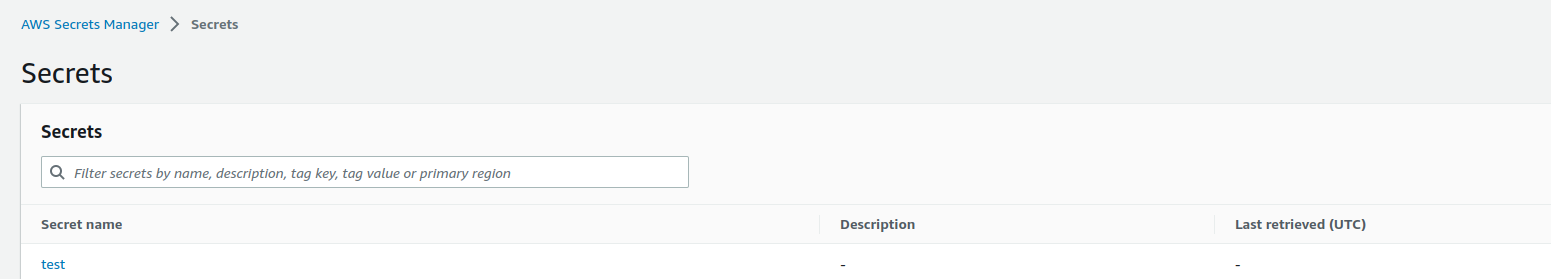 AWS Secrets Manager > Secrets
Secrets
Secrets
Filter secrets by name, description, tag key, tag value or primary region
Secret name Description Last retrieved (UTC)
test - -